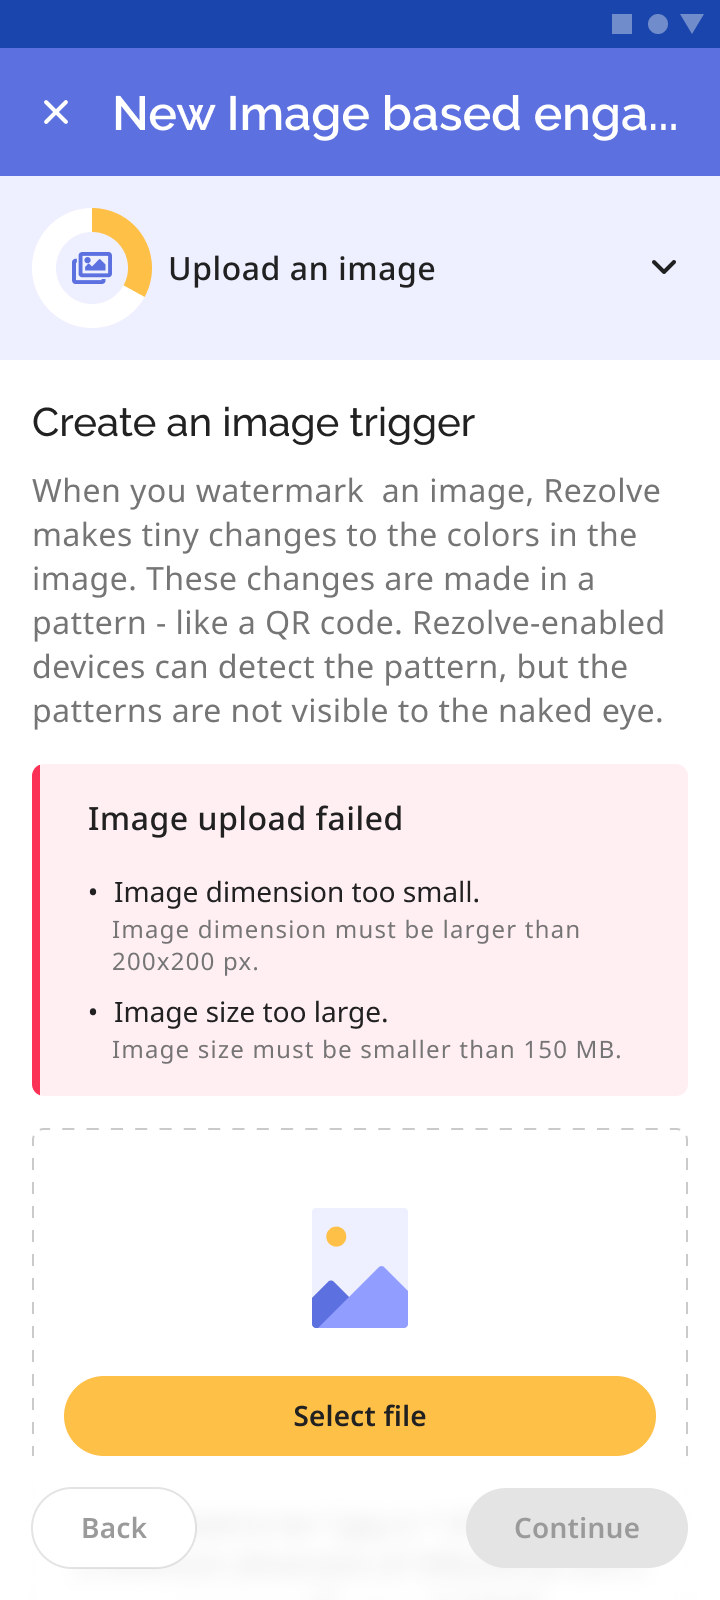 New Image based enga...
Upload an image
Create an image trigger
When you watermark  an image, Rezolve
makes tiny changes to the colors in the
image. These changes are made in a
pattern - like a QR code. Rezolve-enabled
devices can detect the pattern, but the
patterns are not visible to the naked eye.
Image upload failed
• Image dimension too small.
Image dimension must be larger than
200x200 px.
• Image size too large.
Image size must be smaller than 150 MB.
Select file
Back
Continue